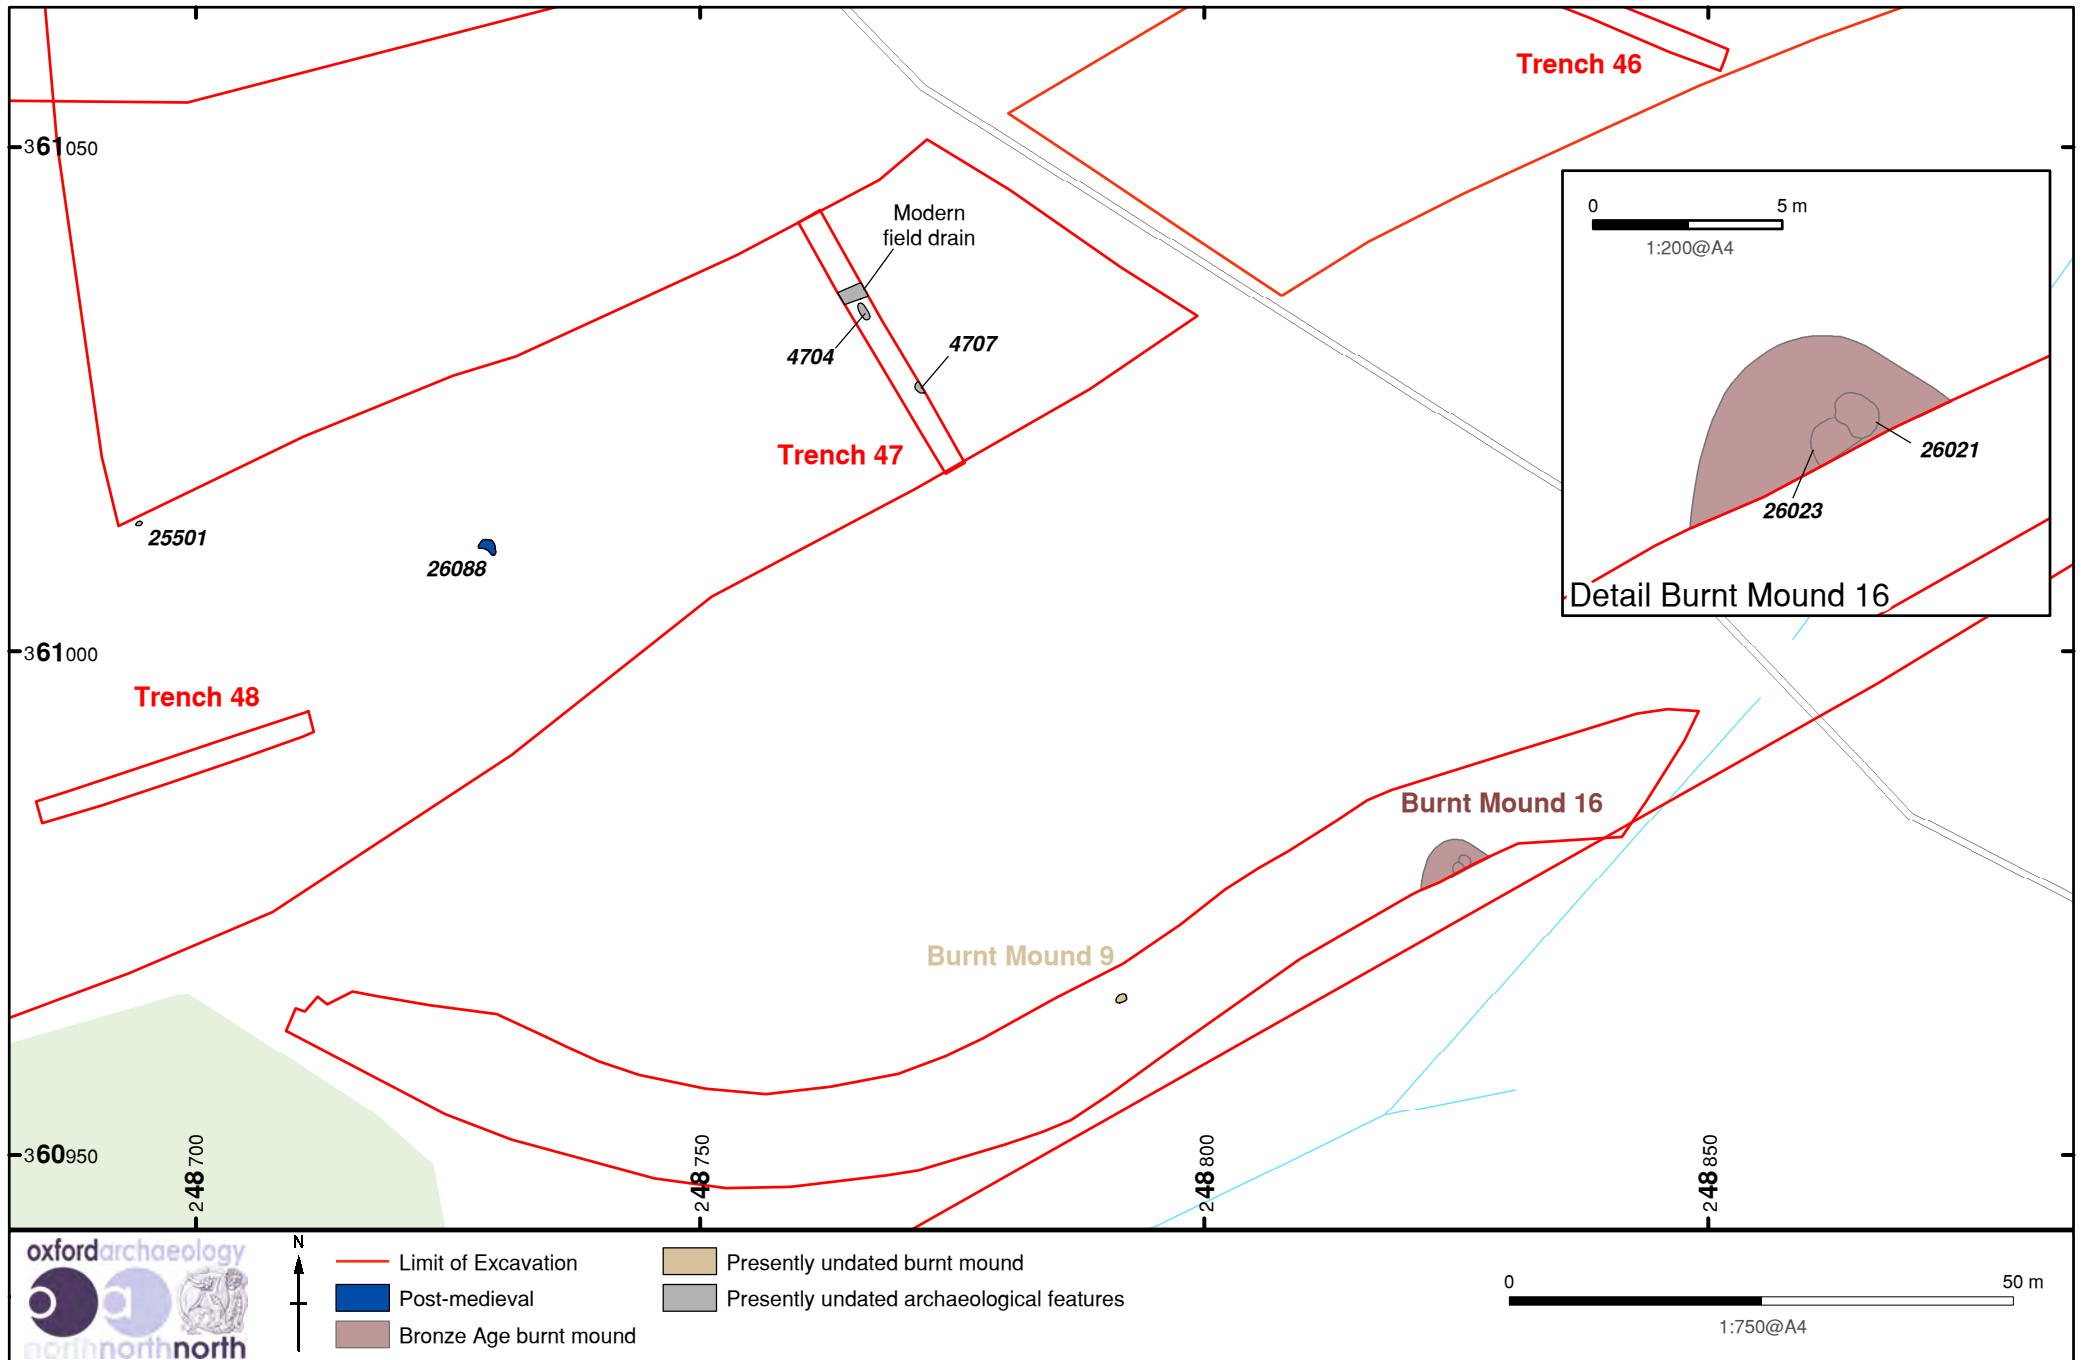 Trench 46
361050
Modern
field drain
4704
4707
Trench 47
25501
26088
0 5 m
1:200@A4
26021
26023
Detail Burnt Mound 16
361000
Trench 48
Burnt Mound 16
Burnt Mound 9
360950
248700
248750
248800
248850
oxfordarchaeology
northnorthnorth
N
Limit of Excavation
Post-medieval
Bronze Age burnt mound
Presently undated burnt mound
Presently undated archaeological features
0 50 m
1:750@A4